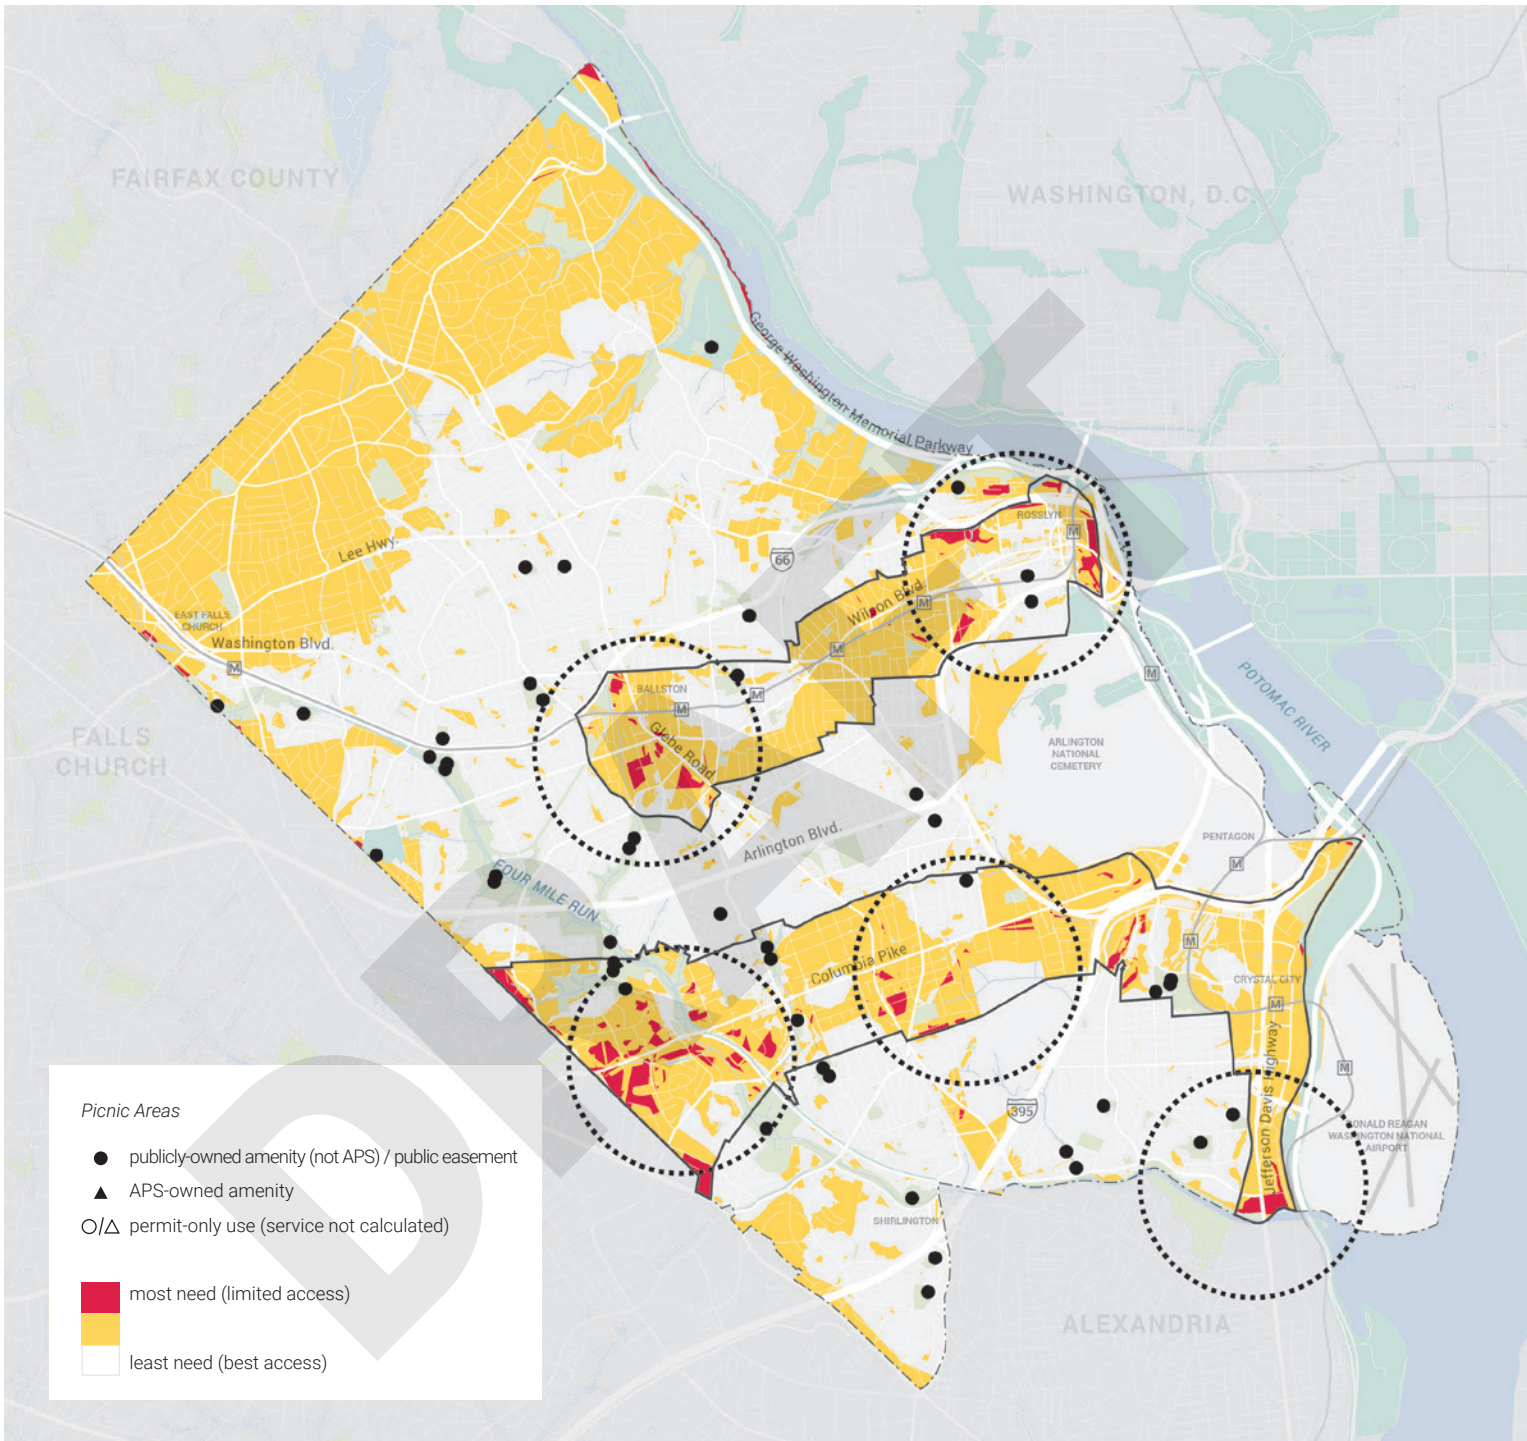 FAIRFAX COUNTY
WASHINGTON, D.C.
George Washington Memorial Parkway
ROSSLYN
M
Lee Hwy.
66
Wilson Blvd.
M
EAST FALLS
CHURCH
Washington Blvd.
M
M
BALLSTON
M
M
M
POTOMAC RIVER
Glebe Road
FALLS
CHURCH
ARLINGTON
NATIONAL
CEMETERY
Arlington Blvd.
PENTAGON
M
FOUR MILE RUN
Columbia Pike
M
CRYSTAL CITY
M
Jefferson Davis Highway
M
395
RONALD REAGAN
WASHINGTON NATIONAL
AIRPORT
SHIRLINGTON
ALEXANDRIA
DRAFT
Picnic Areas
publicly-owned amenity (not APS) / public easement
APS-owned amenity
permit-only use (service not calculated)
most need (limited access)
least need (best access)